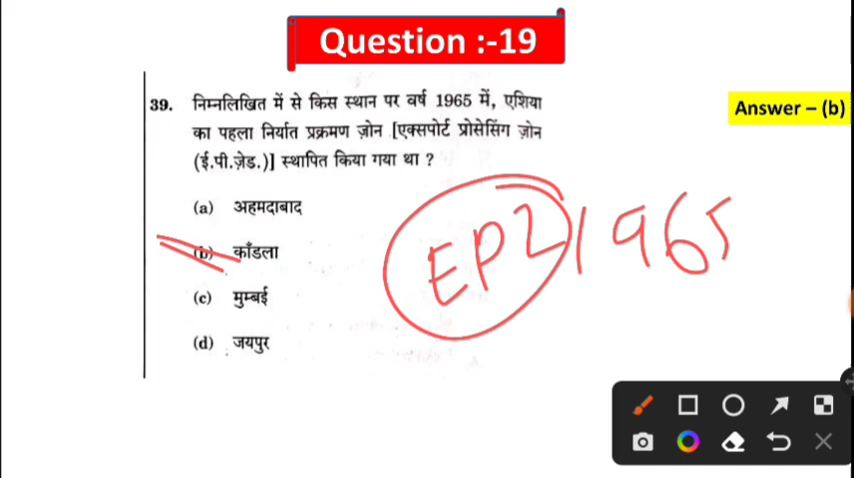 Question :-19
39. निम्नलिखित में से किस स्थान पर वर्ष 1965 में, एशिया
का पहला निर्यात प्रक्रमण ज़ोन [एक्सपोर्ट प्रोसेसिंग ज़ोन
(ई.पी.ज़ेड.)] स्थापित किया गया था ?
Answer – (b)
(a) अहमदाबाद
(b) काँडला
(c) मुम्बई
(d) जयपुर
EPZ 1965